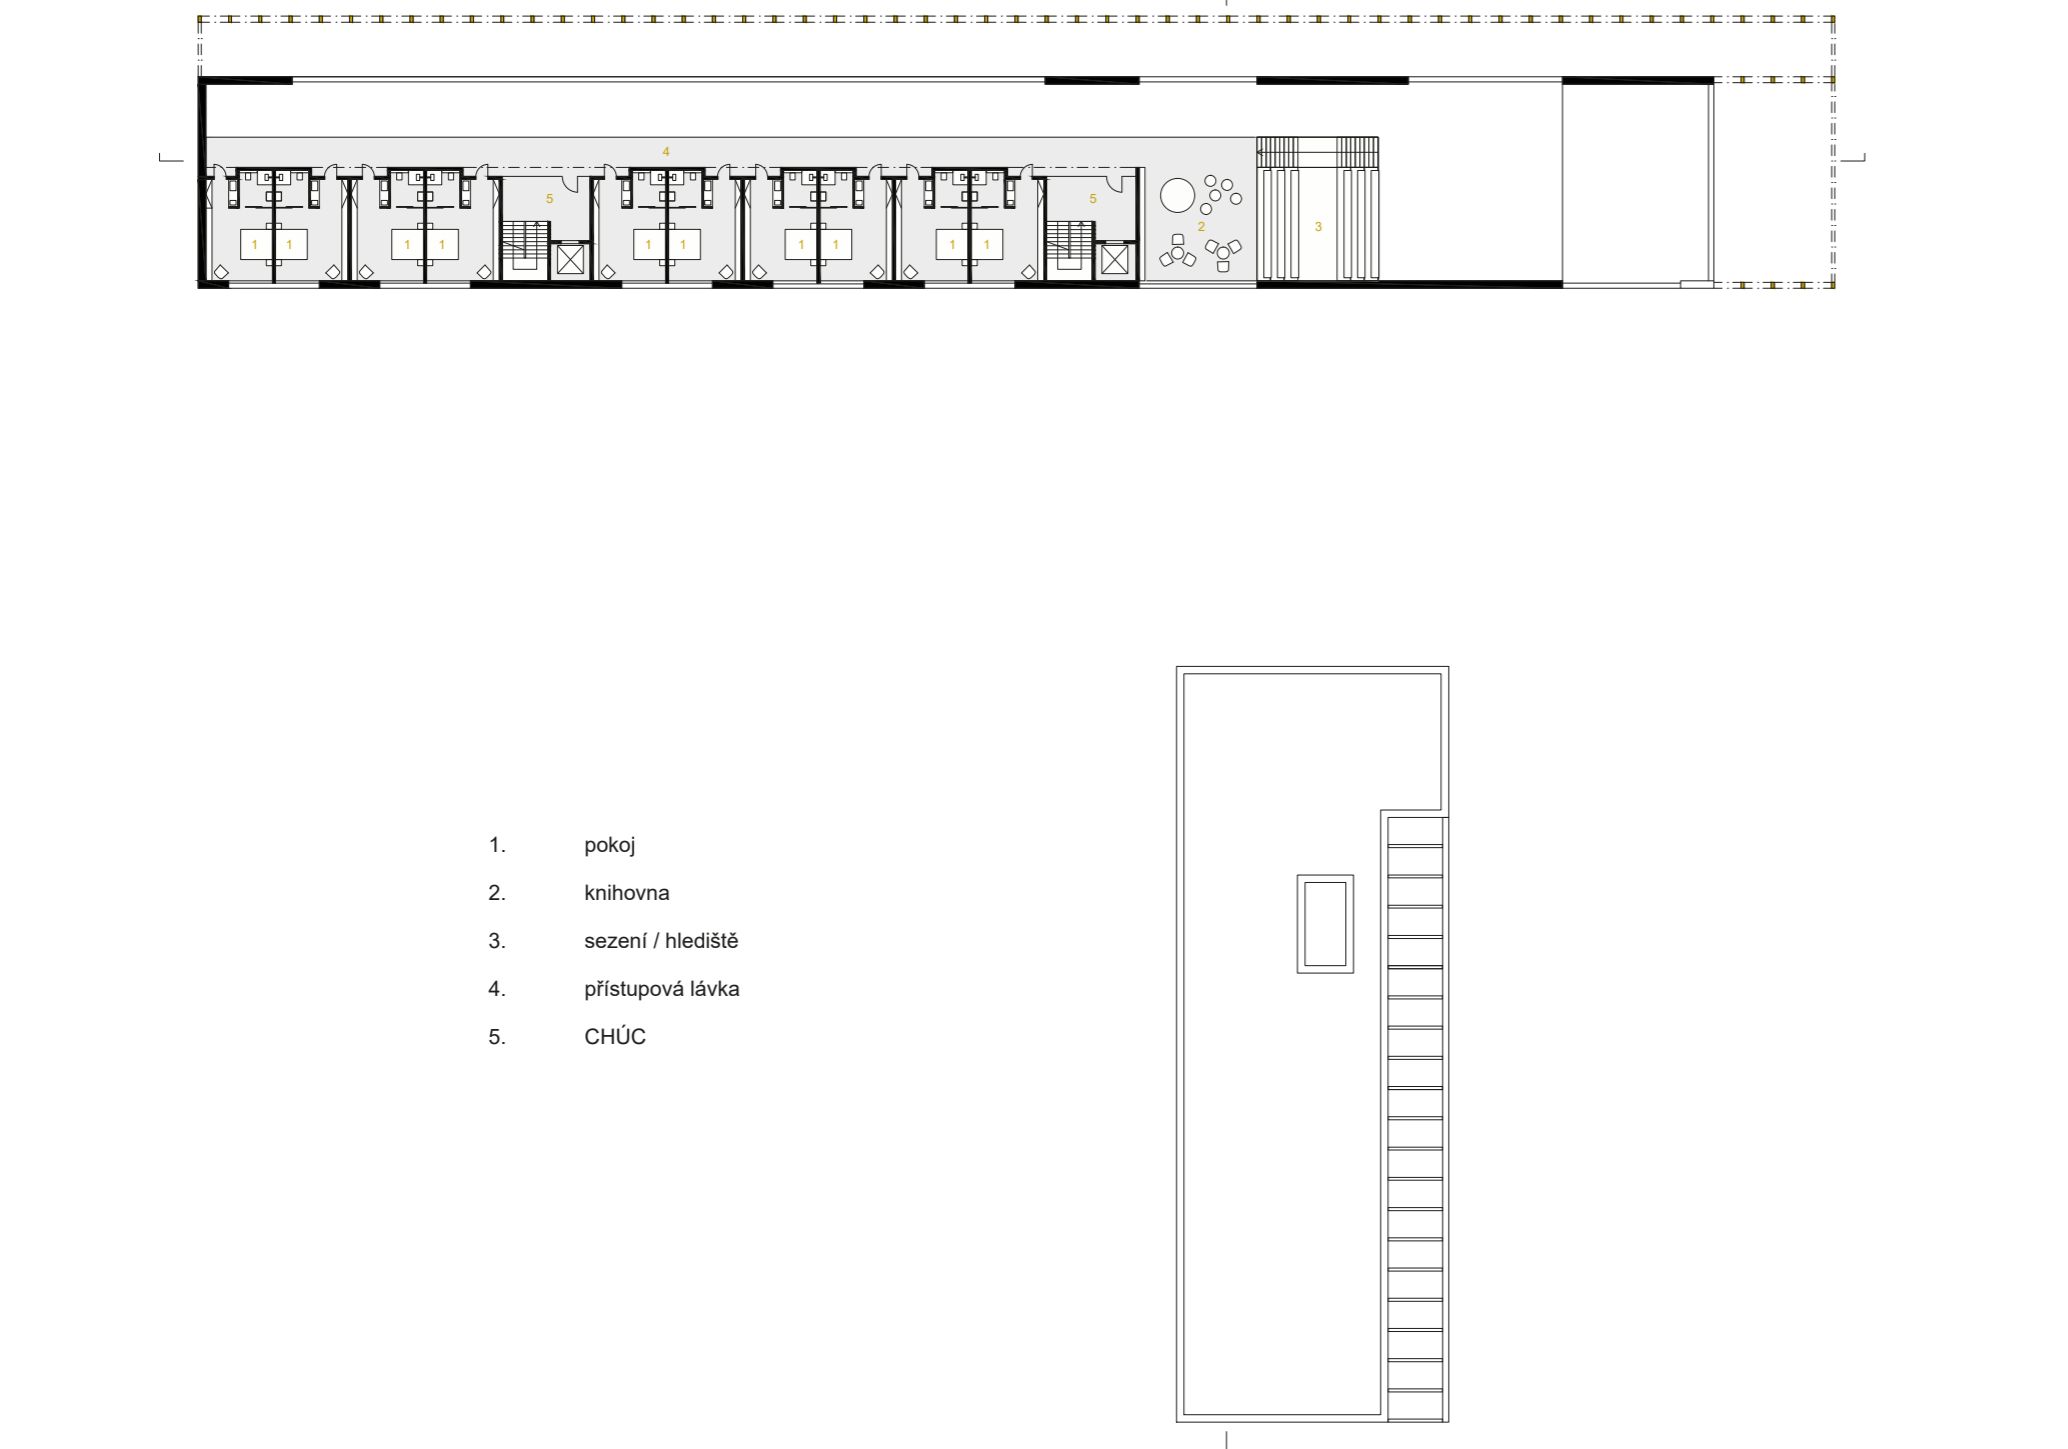 4
5
5
2
3
1 1 1 1 1 1 1 1 1 1
1. pokoj
2. knihovna
3. sezení / hlediště
4. přístupová lávka
5. CHÚC